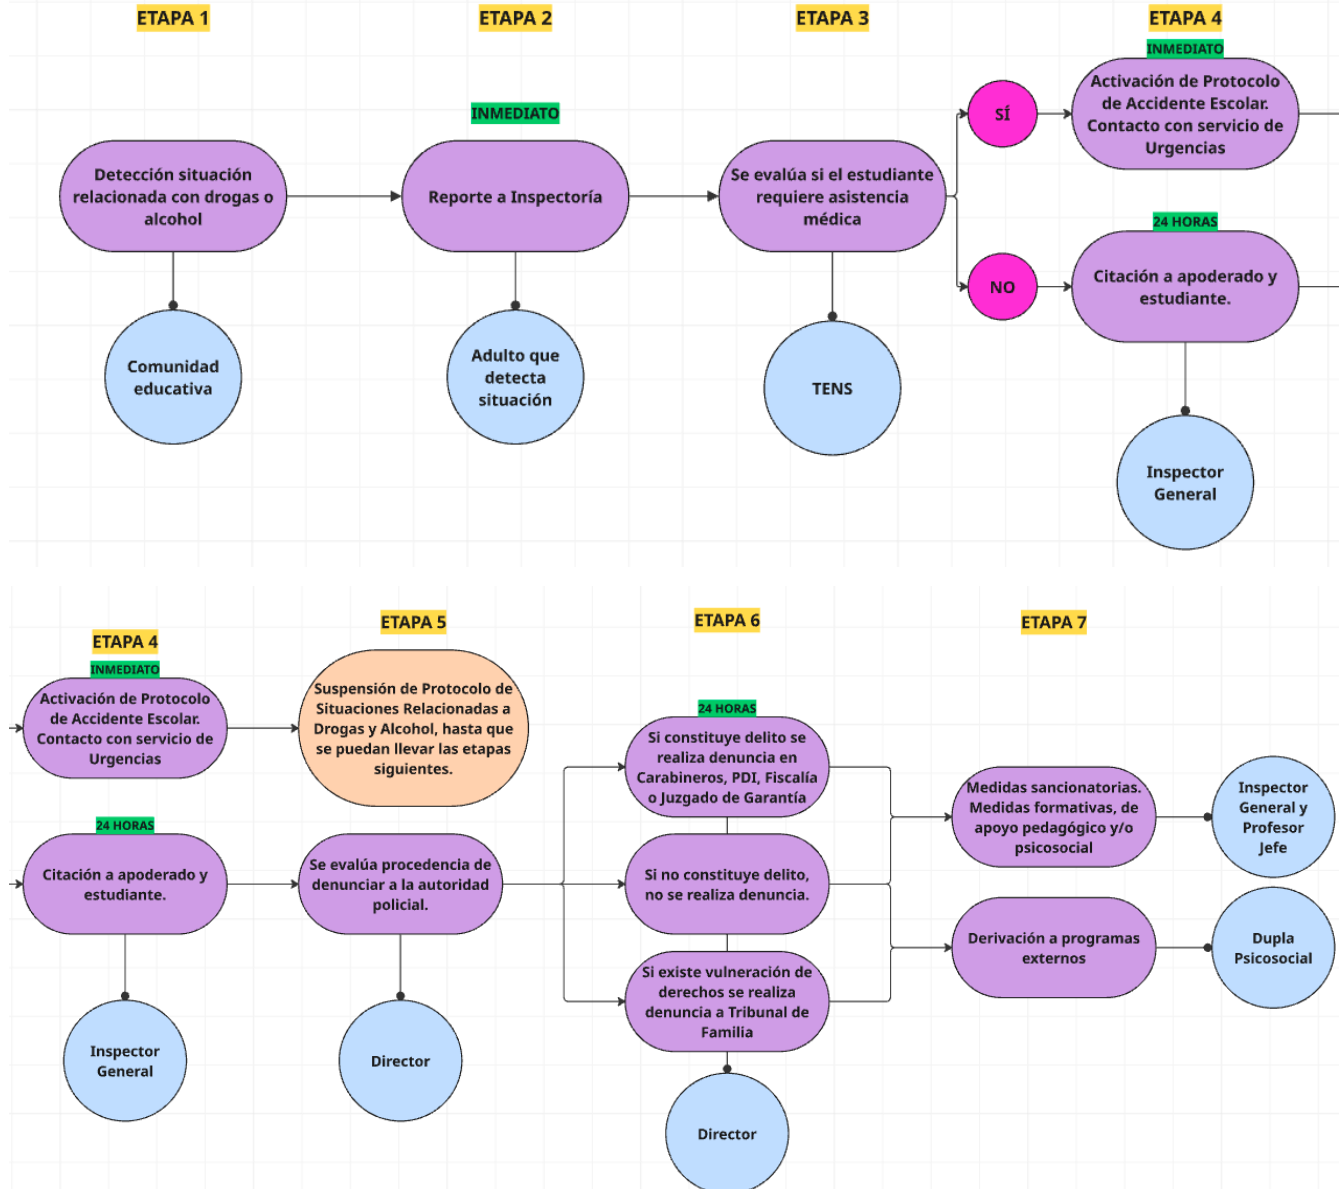 ETAPA 1
ETAPA 2
ETAPA 3
ETAPA 4
INMEDIATO
Detección situación
relacionada con drogas o
alcohol
Comunidad
educativa
INMEDIATO
Reporte a Inspectoría
Adulto que
detecta
situación
Se evalúa si el estudiante
requiere asistencia
médica
TENS
SÍ
Activación de Protocolo
de Accidente Escolar.
Contacto con servicio de
Urgencias
NO
24 HORAS
Citación a apoderado y
estudiante.
Inspector
General
ETAPA 4
INMEDIATO
Activación de Protocolo
de Accidente Escolar.
Contacto con servicio de
Urgencias
24 HORAS
Citación a apoderado y
estudiante.
Inspector
General
ETAPA 5
Suspensión de Protocolo de
Situaciones Relacionadas a
Drogas y Alcohol, hasta que
se puedan llevar las etapas
siguientes.
Se evalúa procedencia de
denunciar a la autoridad
policial.
Director
ETAPA 6
24 HORAS
Si constituye delito se
realiza denuncia en
Carabineros, PDI, Fiscalía
o Juzgado de Garantía
Si no constituye delito,
no se realiza denuncia.
Si existe vulneración de
derechos se realiza
denuncia a Tribunal de
Familia
Director
ETAPA 7
Medidas sancionatorias.
Medidas formativas, de
apoyo pedagógico y/o
psicosocial
Inspector
General y
Profesor
Jefe
Derivación a programas
externos
Dupla
Psicosocial